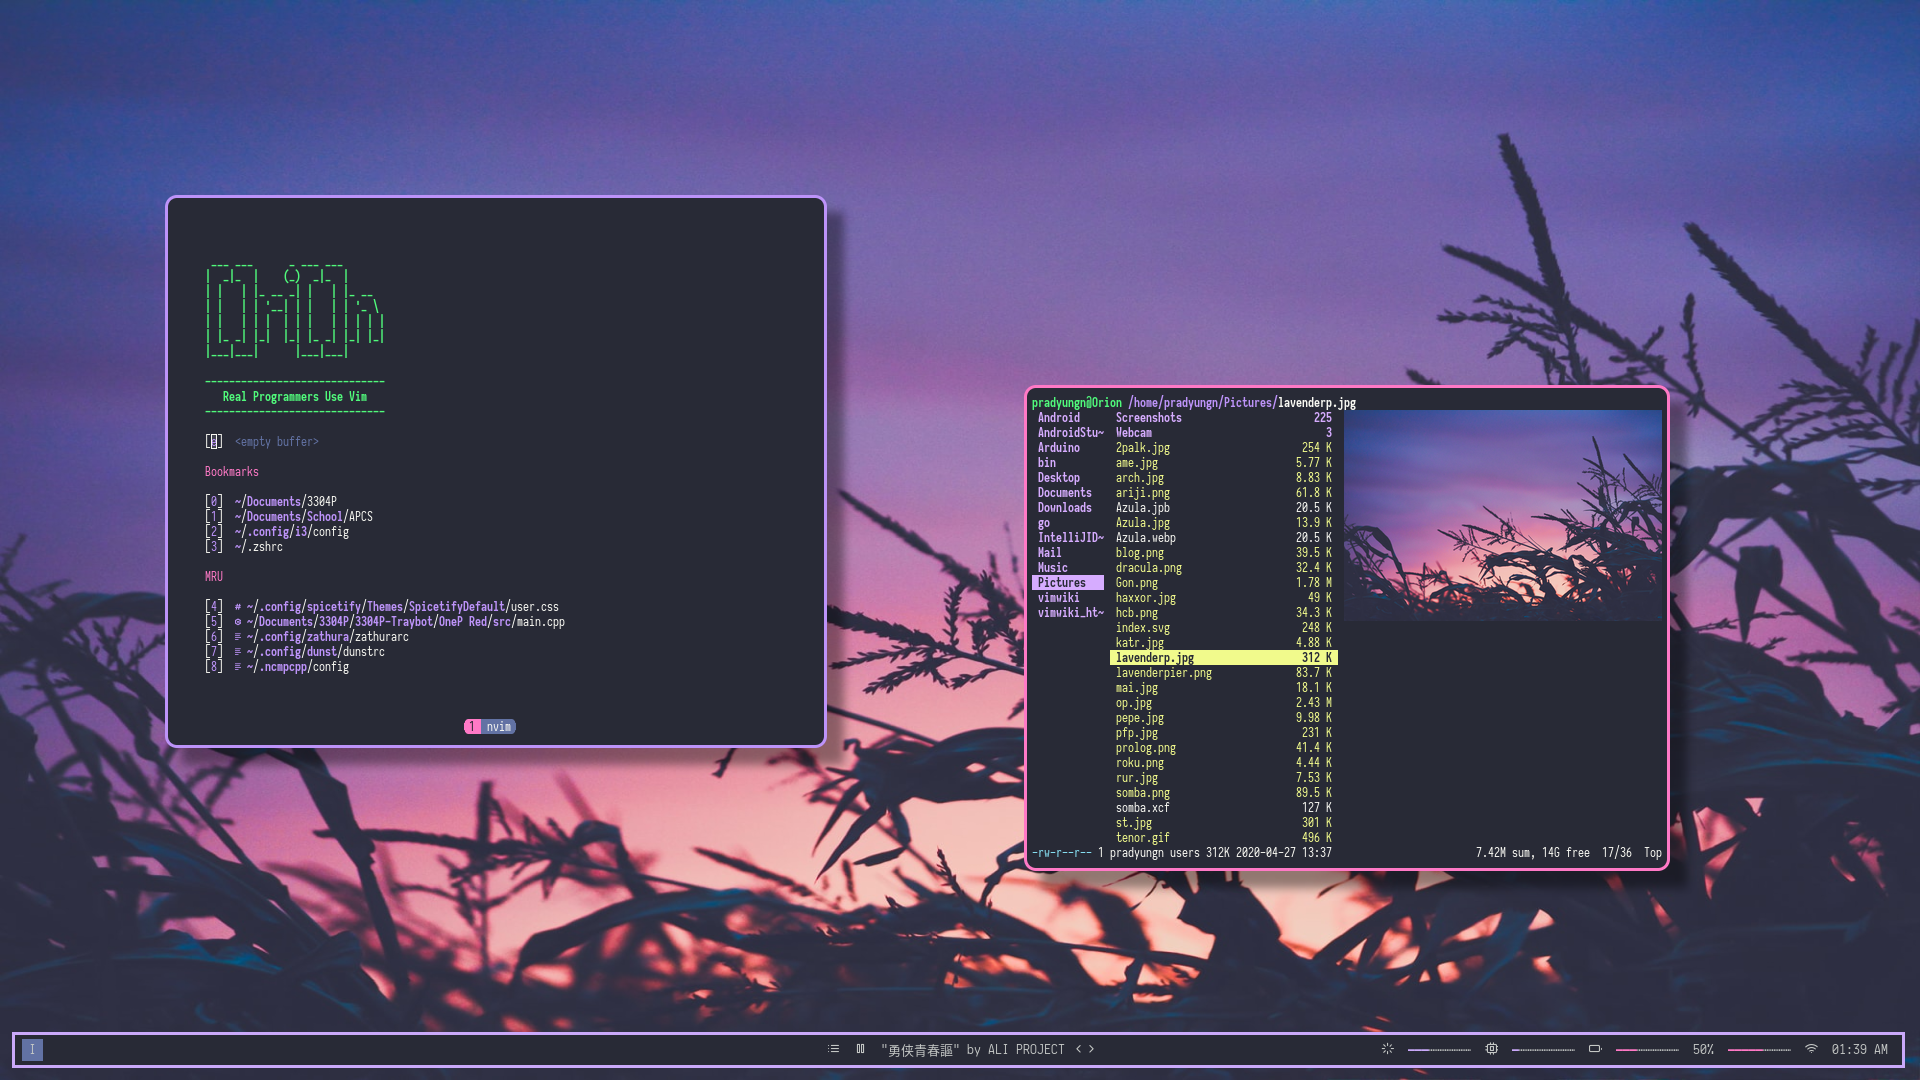 Real Programmers Use Vim
[e] <empty buffer>
Bookmarks
[0] ~/Documents/3304P
[1] ~/Documents/School/APCS
[2] ~/.config/i3/config
[3] ~/.zshrc
MRU
[4] # ~/.config/spicetify/Themes/SpicetifyDefault/user.css
[5] ~/Documents/3304P/3304P-Traybot/OneP Red/src/main.cpp
[6] ~/.config/zathura/zathurarc
[7] ~/.config/dunst/dunstrc
[8] ~/.ncmpcpp/config
1 nvim
pradyungn@Orion /home/pradyungn/Pictures/lavenderp.jpg
Android Screenshots 225
AndroidStu~ Webcam 3
Arduino 2palk.jpg 254 K
bin ame.jpg 5.77 K
Desktop arch.jpg 8.83 K
Documents ariji.png 61.8 K
Downloads Azula.jpb 20.5 K
go Azula.jpg 13.9 K
IntelliJID~ Azula.webp 20.5 K
Mail blog.png 39.5 K
Music dracula.png 32.4 K
Pictures Gon.png 1.78 M
vimwiki haxxor.jpg 49 K
vimwiki_ht~ hcb.png 34.3 K
index.svg 248 K
katr.jpg 4.88 K
lavenderp.jpg 312 K
lavenderpier.png 83.7 K
mai.jpg 18.1 K
op.jpg 2.43 M
pepe.jpg 9.98 K
pfp.jpg 231 K
prolog.png 41.4 K
roku.png 4.44 K
rur.jpg 7.53 K
somba.png 89.5 K
somba.xcf 127 K
st.jpg 301 K
tenor.gif 496 K
-rw-r--r-- 1 pradyungn users 312K 2020-04-27 13:37 7.42M sum, 14G free 17/36 Top
I "勇侠青春謳" by ALI PROJECT < > 50% 01:39 AM